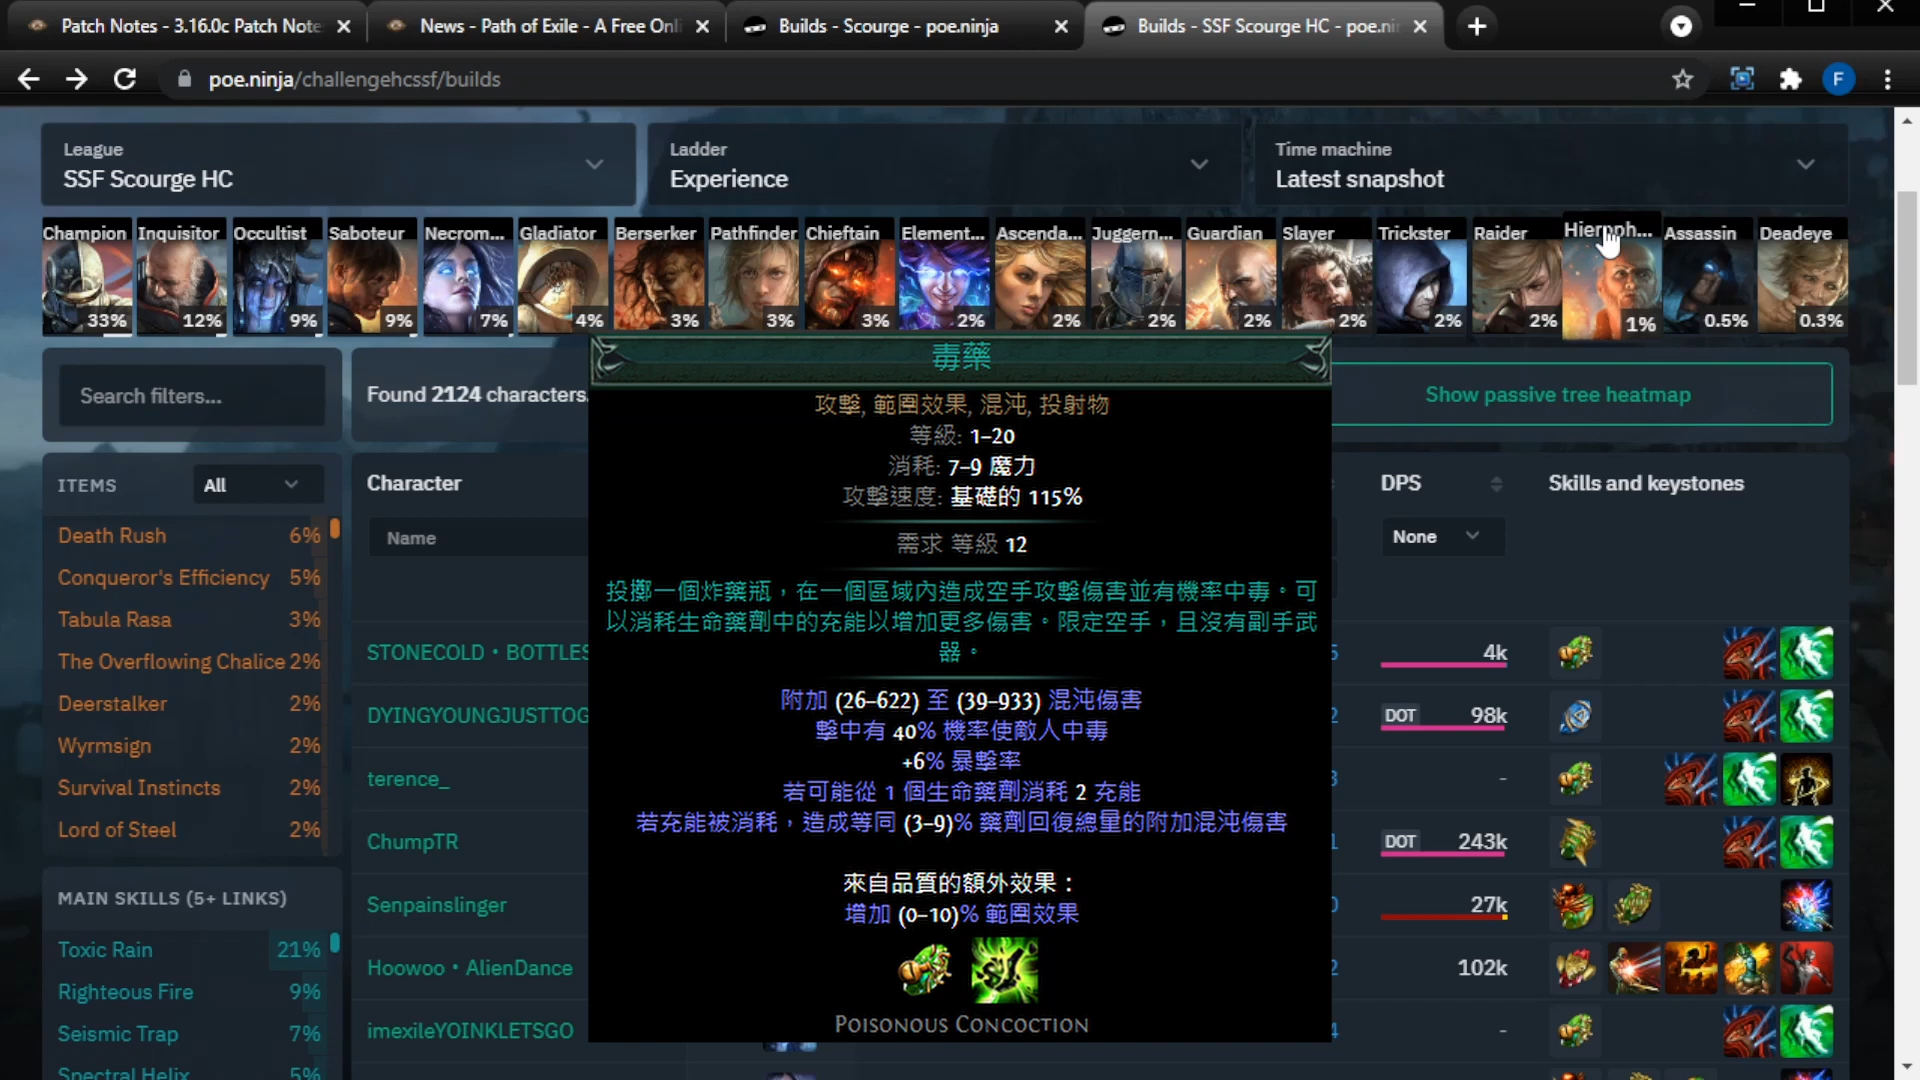 Patch Notes - 3.16.0c Patch Note
News - Path of Exile - A Free Onli
Builds - Scourge - poe.ninja
Builds - SSF Scourge HC - poe.nin
F
poe.ninja/challengehcssf/builds
League
SSF Scourge HC
Ladder
Experience
Time machine
Latest snapshot
Champion
Inquisitor
Occultist
Saboteur
Necrom...
Gladiator
Berserker
Pathfinder
Chieftain
Element...
Ascenda...
Juggern...
Guardian
Slayer
Trickster
Raider
Hieroph...
Assassin
Deadeye
33%
12%
9%
9%
7%
4%
3%
3%
3%
2%
2%
2%
2%
2%
2%
2%
1%
0.5%
0.3%
Search filters...
Found 2124 characters.
Show passive tree heatmap
ITEMS
All
Death Rush 6%
Conqueror's Efficiency 5%
Tabula Rasa 3%
The Overflowing Chalice 2%
Deerstalker 2%
Wyrmsign 2%
Survival Instincts 2%
Lord of Steel 2%
MAIN SKILLS (5+ LINKS)
Toxic Rain 21%
Righteous Fire 9%
Seismic Trap 7%
Spectral Helix 5%
Character
Name
STONECOLD • BOTTLES
DYINGYOUNGJUSTTOG
terence_
ChumpTR
Senpainslinger
Hoowoo • AlienDance
imexileYOINKLETSGO
毒藥
攻擊, 範圍效果, 混沌, 投射物
等級: 1–20
消耗: 7–9 魔力
攻擊速度: 基礎的 115%
需求 等級 12
投擲一個炸藥瓶，在一個區域內造成空手攻擊傷害並有機率中毒。可
以消耗生命藥劑中的充能以增加更多傷害。限定空手，且沒有副手武
器。
附加 (26–622) 至 (39–933) 混沌傷害
擊中有 40% 機率使敵人中毒
+6% 暴擊率
若可能從 1 個生命藥劑消耗 2 充能
若充能被消耗，造成等同 (3–9)% 藥劑回復總量的附加混沌傷害
來自品質的額外效果：
增加 (0–10)% 範圍效果
POISONOUS CONCOCTION
DPS
Skills and keystones
None
4k
DOT 98k
-
DOT 243k
27k
102k
-